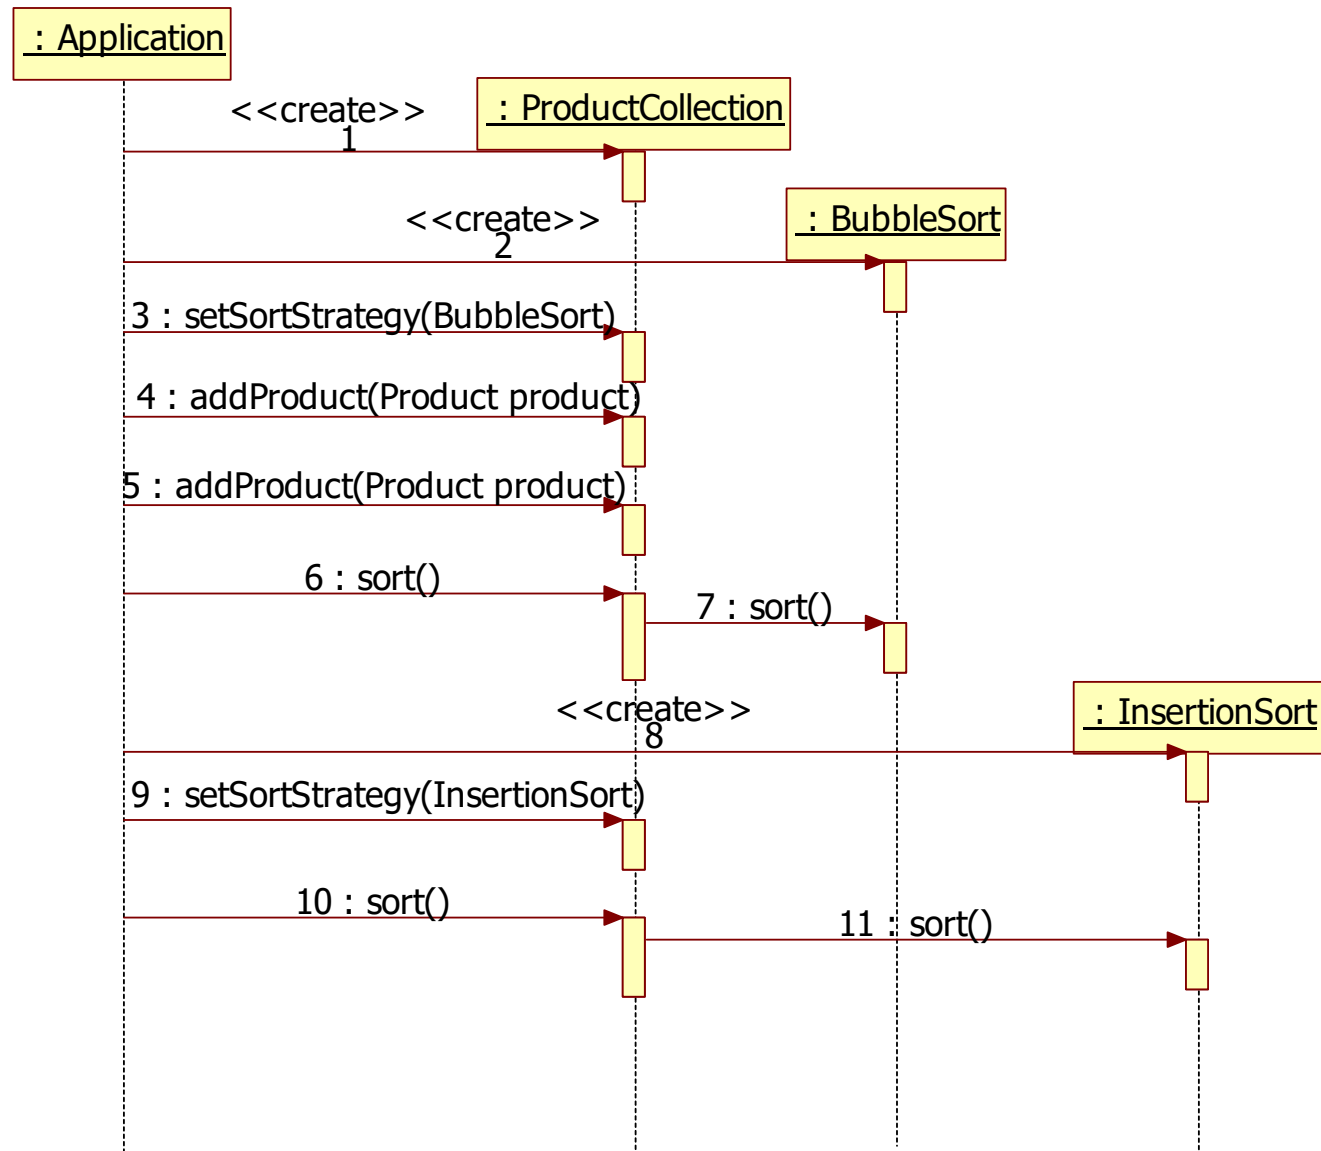 : Application
<<create>>
1
: ProductCollection
<<create>>
2
: BubbleSort
3 : setSortStrategy(BubbleSort)
4 : addProduct(Product product)
5 : addProduct(Product product)
6 : sort()
7 : sort()
<<create>>
8
: InsertionSort
9 : setSortStrategy(InsertionSort)
10 : sort()
11 : sort()